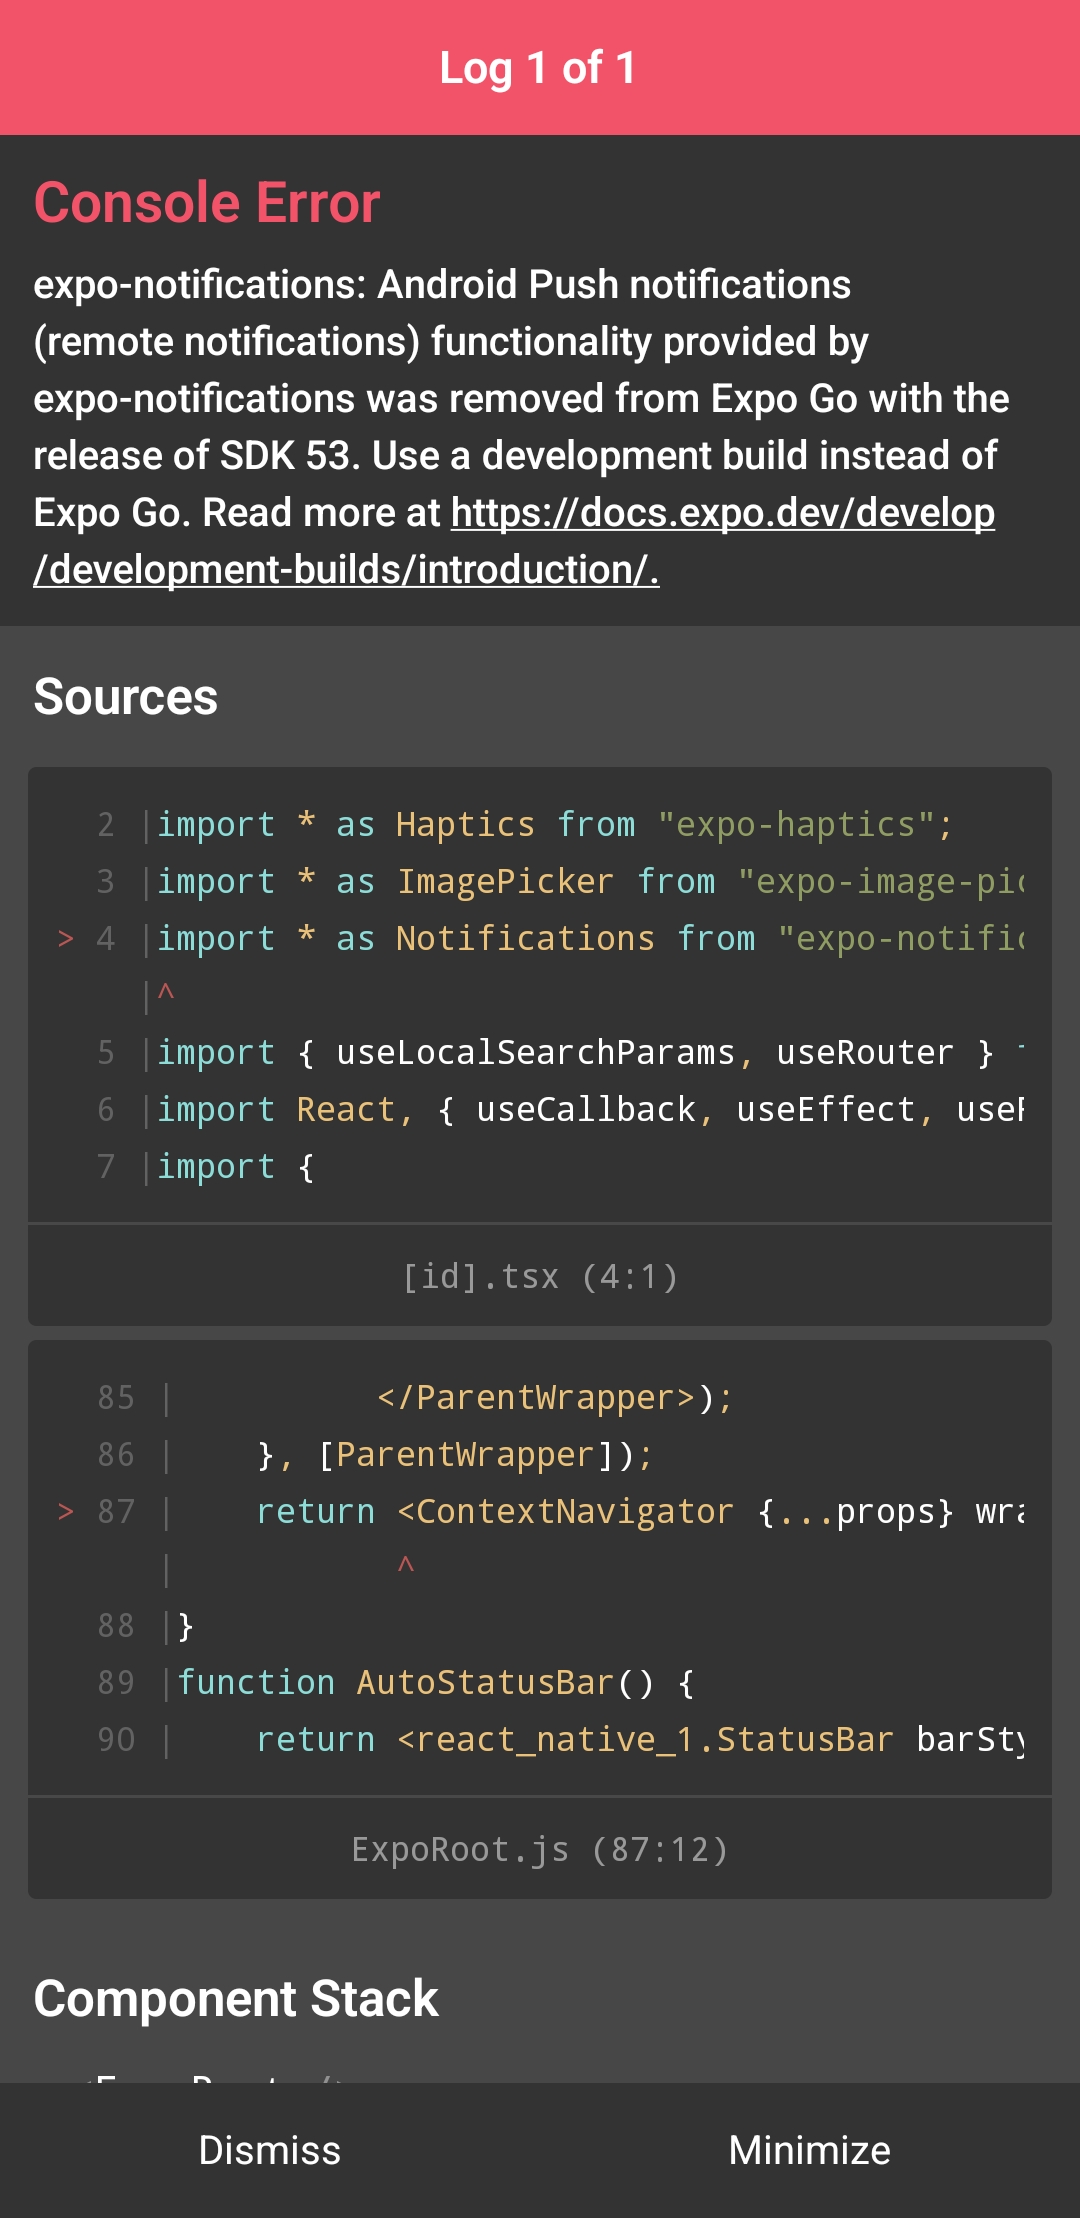 Log 1 of 1
Console Error
expo-notifications: Android Push notifications
(remote notifications) functionality provided by
expo-notifications was removed from Expo Go with the
release of SDK 53. Use a development build instead of
Expo Go. Read more at https://docs.expo.dev/develop
/development-builds/introduction/.
Sources
2 |import * as Haptics from "expo-haptics";
3 |import * as ImagePicker from "expo-image-pic
> 4 |import * as Notifications from "expo-notific
|^
5 |import { useLocalSearchParams, useRouter }
6 |import React, { useCallback, useEffect, use
7 |import {
[id].tsx (4:1)
85 | </ParentWrapper>);
86 | }, [ParentWrapper]);
> 87 | return <ContextNavigator {...props} wra
| ^
88 |}
89 |function AutoStatusBar() {
90 | return <react_native_1.StatusBar barSty
ExpoRoot.js (87:12)
Component Stack
Dismiss
Minimize